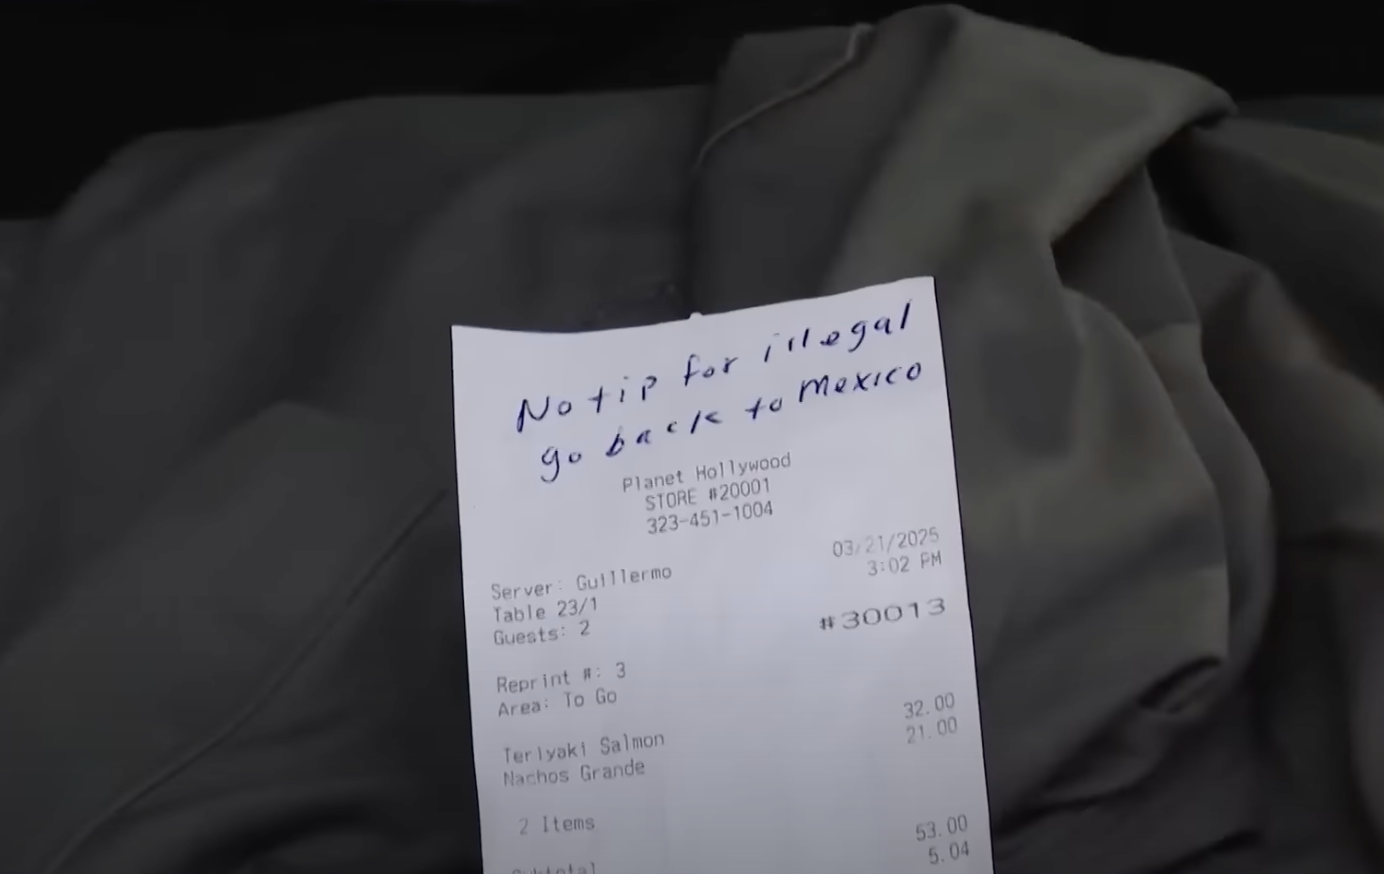 No tip for illegal
go back to mexico
Planet Hollywood
STORE #20001
323-451-1004
03/21/2025
3:02 PM
Server: Guillermo
Table 23/1
Guests: 2
#30013
Reprint #: 3
Area: To Go
Teriyaki Salmon 32.00
Nachos Grande 21.00
2 Items
Subtotal 53.00
5.04